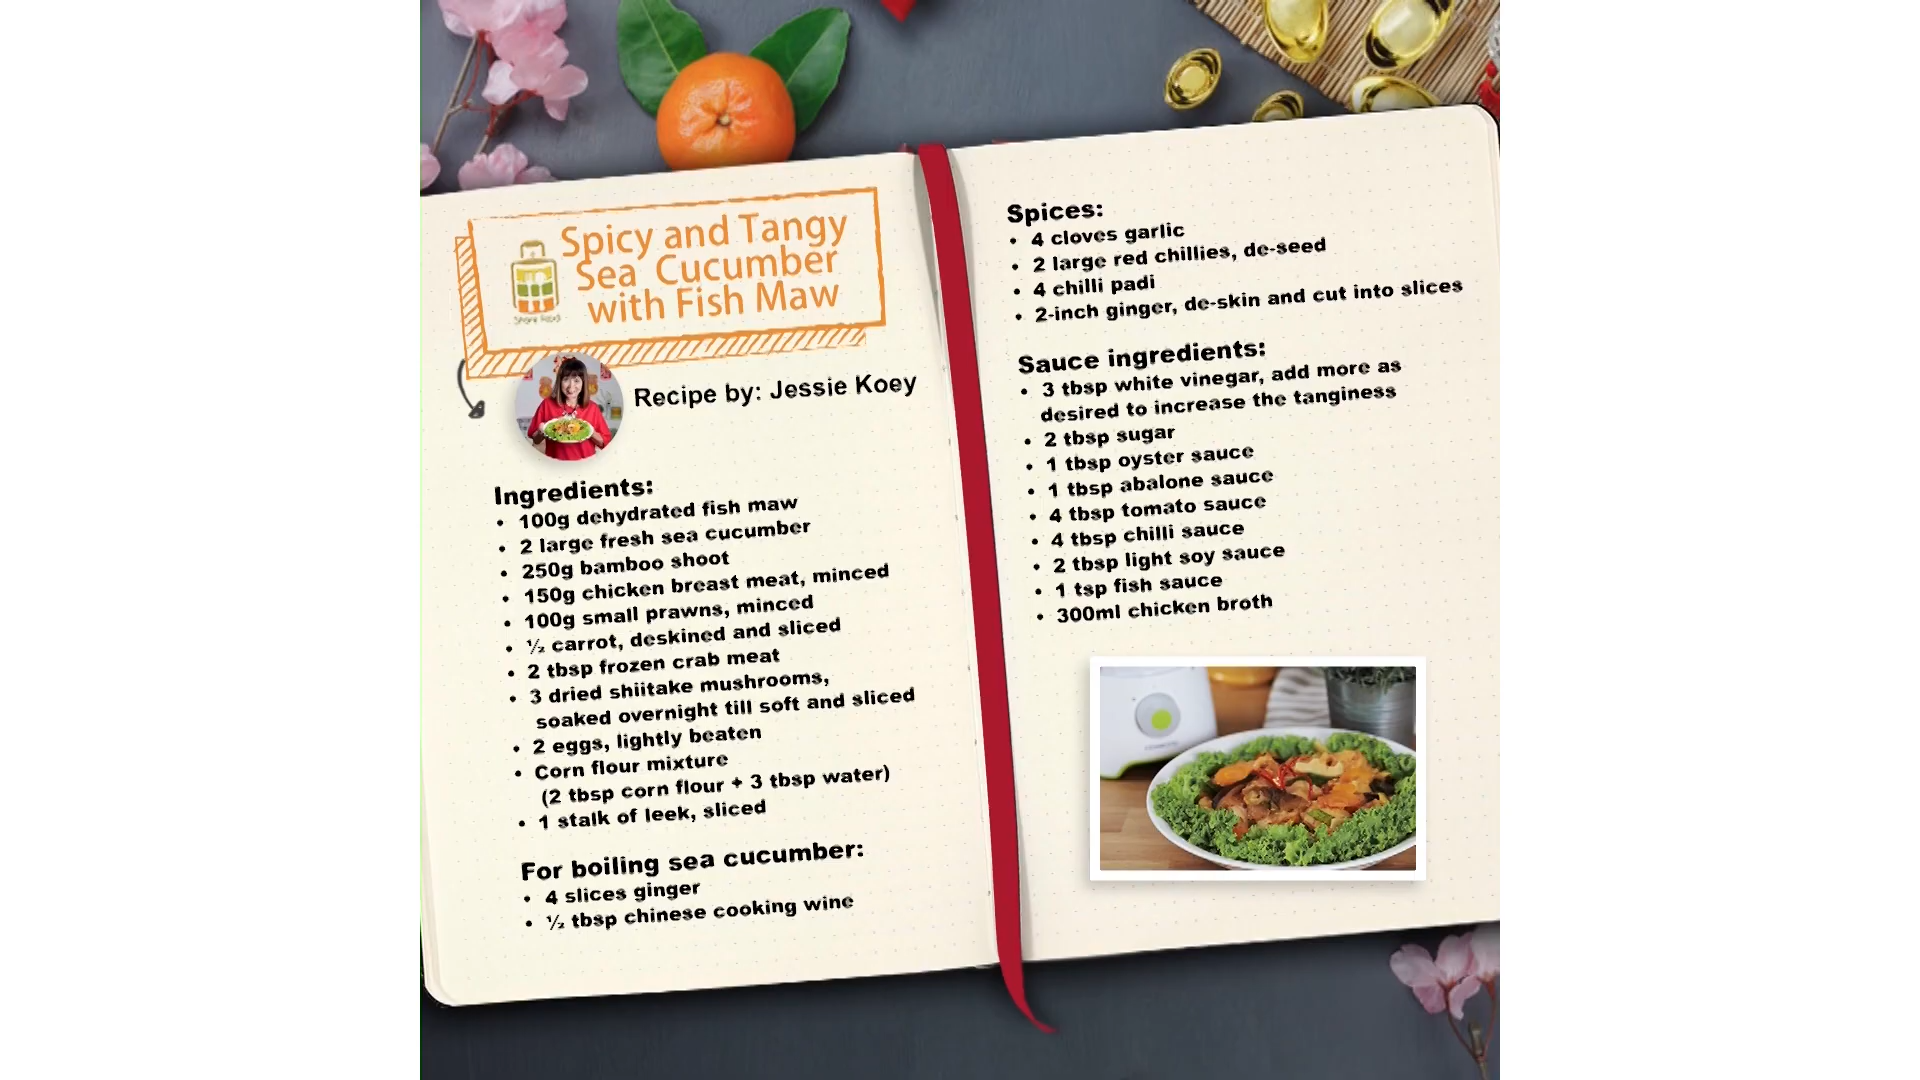 Spicy and Tangy
Sea Cucumber
with Fish Maw
Share Food
Recipe by: Jessie Koey
Ingredients:
• 100g dehydrated fish maw
• 2 large fresh sea cucumber
• 250g bamboo shoot
• 150g chicken breast meat, minced
• 100g small prawns, minced
• ½ carrot, deskined and sliced
• 2 tbsp frozen crab meat
• 3 dried shiitake mushrooms,
soaked overnight till soft and sliced
• 2 eggs, lightly beaten
• Corn flour mixture
(2 tbsp corn flour + 3 tbsp water)
• 1 stalk of leek, sliced
For boiling sea cucumber:
• 4 slices ginger
• ½ tbsp chinese cooking wine
Spices:
• 4 cloves garlic
• 2 large red chillies, de-seed
• 4 chilli padi
• 2-inch ginger, de-skin and cut into slices
Sauce ingredients:
• 3 tbsp white vinegar, add more as
desired to increase the tanginess
• 2 tbsp sugar
• 1 tbsp oyster sauce
• 1 tbsp abalone sauce
• 4 tbsp tomato sauce
• 4 tbsp chilli sauce
• 2 tbsp light soy sauce
• 1 tsp fish sauce
• 300ml chicken broth